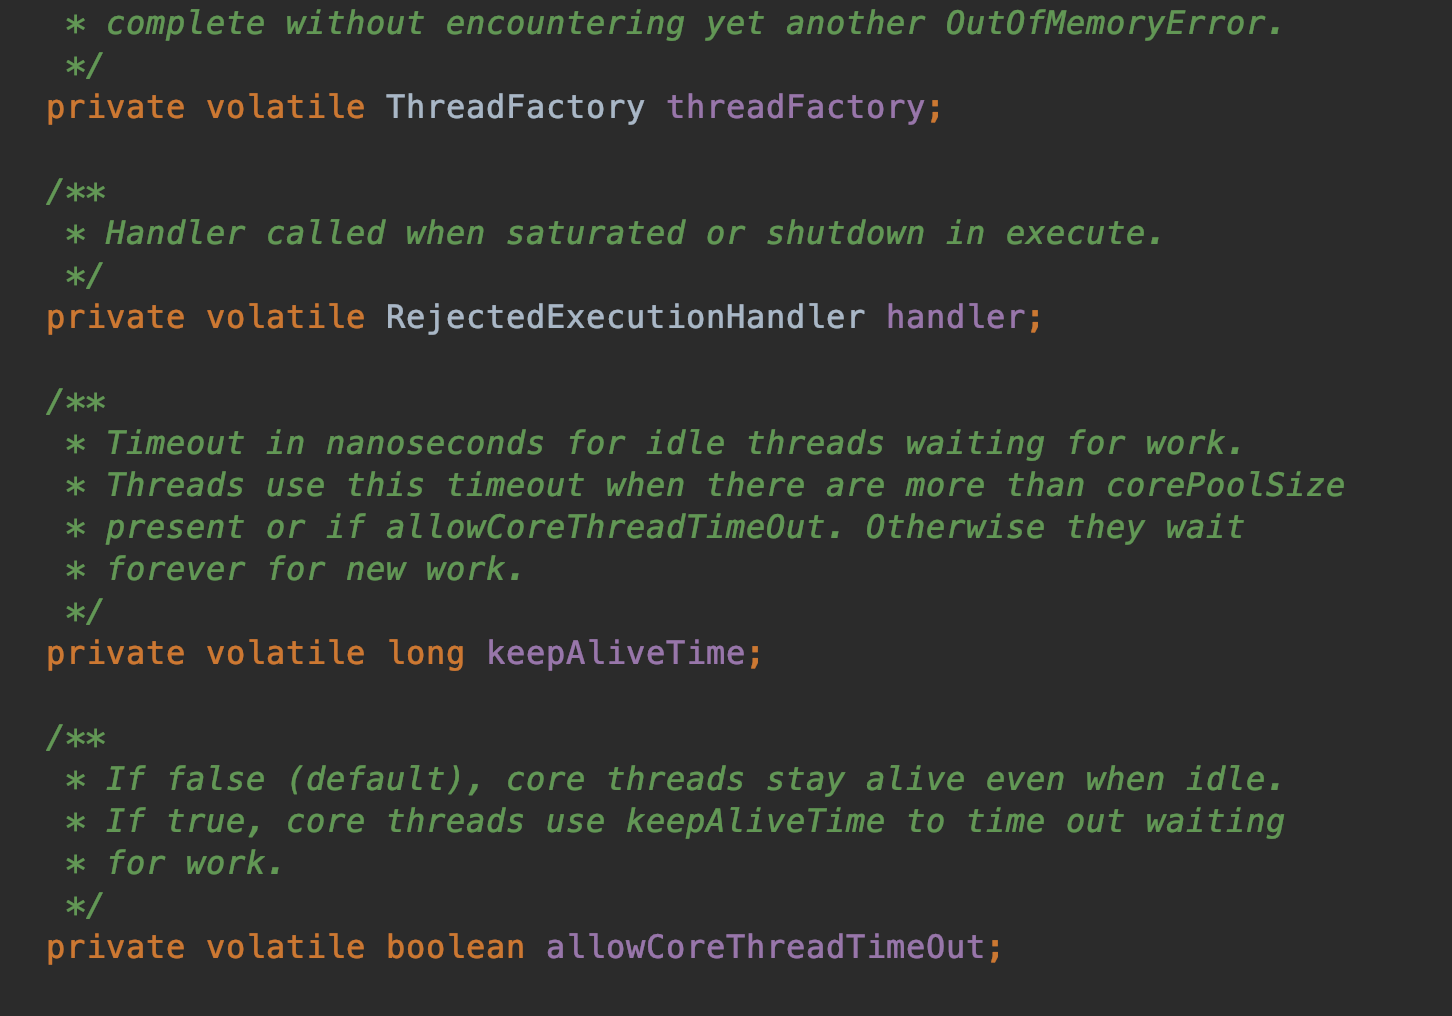 * complete without encountering yet another OutOfMemoryError.
*/
private volatile ThreadFactory threadFactory;
/**
* Handler called when saturated or shutdown in execute.
*/
private volatile RejectedExecutionHandler handler;
/**
* Timeout in nanoseconds for idle threads waiting for work.
* Threads use this timeout when there are more than corePoolSize
* present or if allowCoreThreadTimeOut. Otherwise they wait
* forever for new work.
*/
private volatile long keepAliveTime;
/**
* If false (default), core threads stay alive even when idle.
* If true, core threads use keepAliveTime to time out waiting
* for work.
*/
private volatile boolean allowCoreThreadTimeOut;